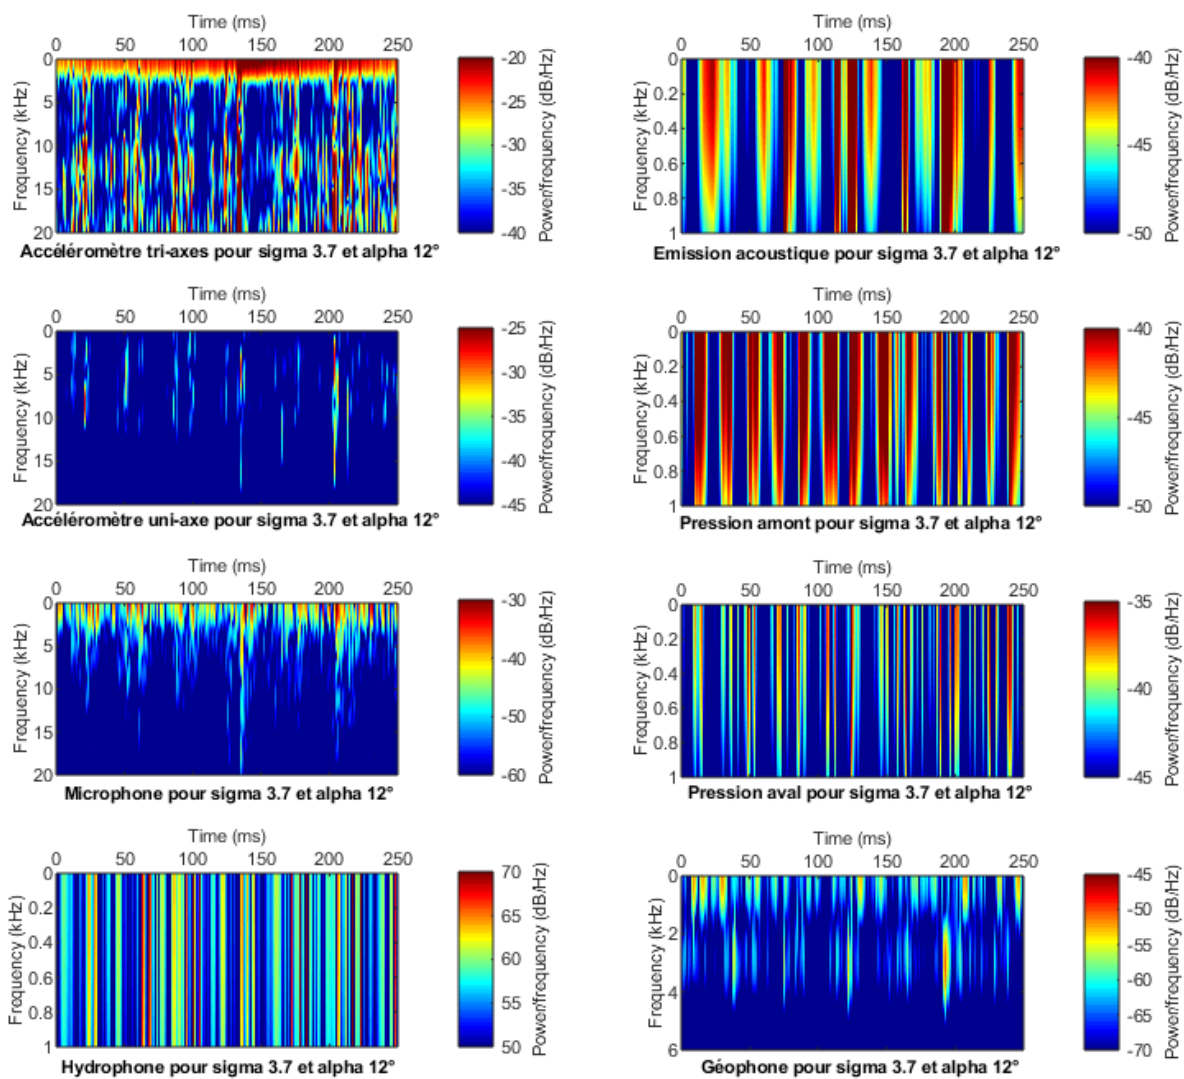 Time (ms)
0 50 100 150 200 250
0
5
10
15
20
Frequency (kHz)
-20
-25
-30
-35
-40
Power/frequency (dB/Hz)
Accéléromètre tri-axes pour sigma 3.7 et alpha 12°
Time (ms)
0 50 100 150 200 250
0
0.2
0.4
0.6
0.8
1
Frequency (kHz)
-40
-45
-50
Power/frequency (dB/Hz)
Emission acoustique pour sigma 3.7 et alpha 12°
Time (ms)
0 50 100 150 200 250
0
5
10
15
20
Frequency (kHz)
-25
-30
-35
-40
-45
Power/frequency (dB/Hz)
Accéléromètre uni-axe pour sigma 3.7 et alpha 12°
Time (ms)
0 50 100 150 200 250
0
0.2
0.4
0.6
0.8
1
Frequency (kHz)
-40
-45
-50
Power/frequency (dB/Hz)
Pression amont pour sigma 3.7 et alpha 12°
Time (ms)
0 50 100 150 200 250
0
5
10
15
20
Frequency (kHz)
-30
-40
-50
-60
Power/frequency (dB/Hz)
Microphone pour sigma 3.7 et alpha 12°
Time (ms)
0 50 100 150 200 250
0
0.2
0.4
0.6
0.8
1
Frequency (kHz)
-35
-40
-45
Power/frequency (dB/Hz)
Pression aval pour sigma 3.7 et alpha 12°
Time (ms)
0 50 100 150 200 250
0
0.2
0.4
0.6
0.8
1
Frequency (kHz)
70
65
60
55
50
Power/frequency (dB/Hz)
Hydrophone pour sigma 3.7 et alpha 12°
Time (ms)
0 50 100 150 200 250
0
2
4
6
Frequency (kHz)
-45
-50
-55
-60
-65
-70
Power/frequency (dB/Hz)
Géophone pour sigma 3.7 et alpha 12°